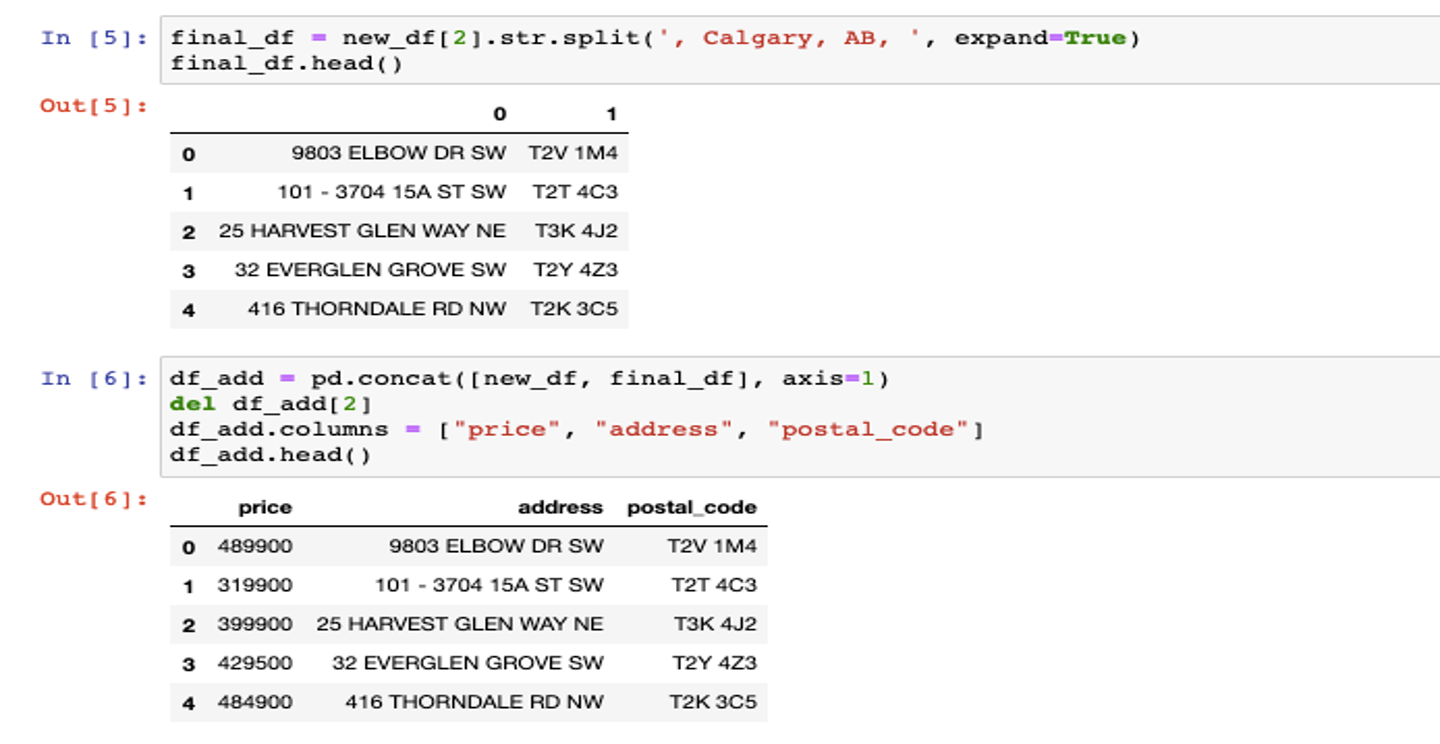 In [5]: final_df = new_df[2].str.split(', Calgary, AB, ', expand=True)
final_df.head()
Out[5]:
0 1
0 9803 ELBOW DR SW T2V 1M4
1 101 - 3704 15A ST SW T2T 4C3
2 25 HARVEST GLEN WAY NE T3K 4J2
3 32 EVERGLEN GROVE SW T2Y 4Z3
4 416 THORNDALE RD NW T2K 3C5
In [6]: df_add = pd.concat([new_df, final_df], axis=1)
del df_add[2]
df_add.columns = ["price", "address", "postal_code"]
df_add.head()
Out[6]:
price address postal_code
0 489900 9803 ELBOW DR SW T2V 1M4
1 319900 101 - 3704 15A ST SW T2T 4C3
2 399900 25 HARVEST GLEN WAY NE T3K 4J2
3 429500 32 EVERGLEN GROVE SW T2Y 4Z3
4 484900 416 THORNDALE RD NW T2K 3C5